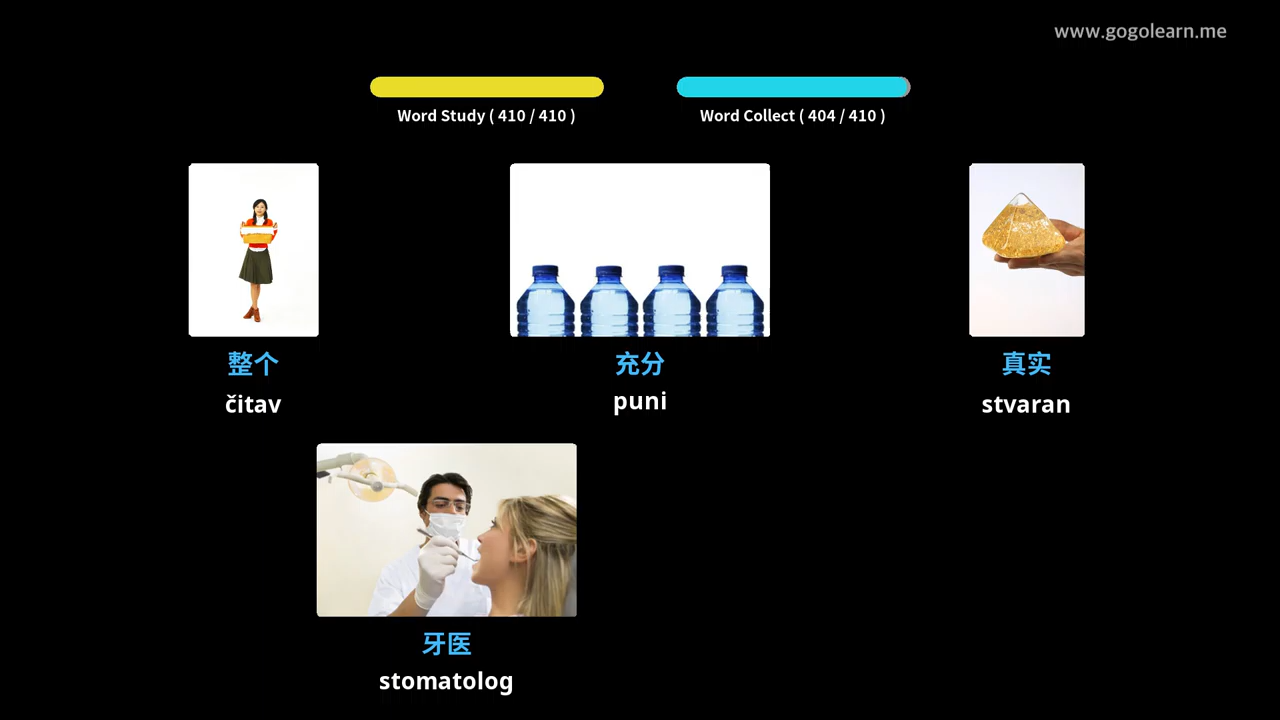 www.gogolearn.me
Word Study ( 410 / 410 )
Word Collect ( 404 / 410 )
整个
čitav
充分
puni
真实
stvaran
牙医
stomatolog